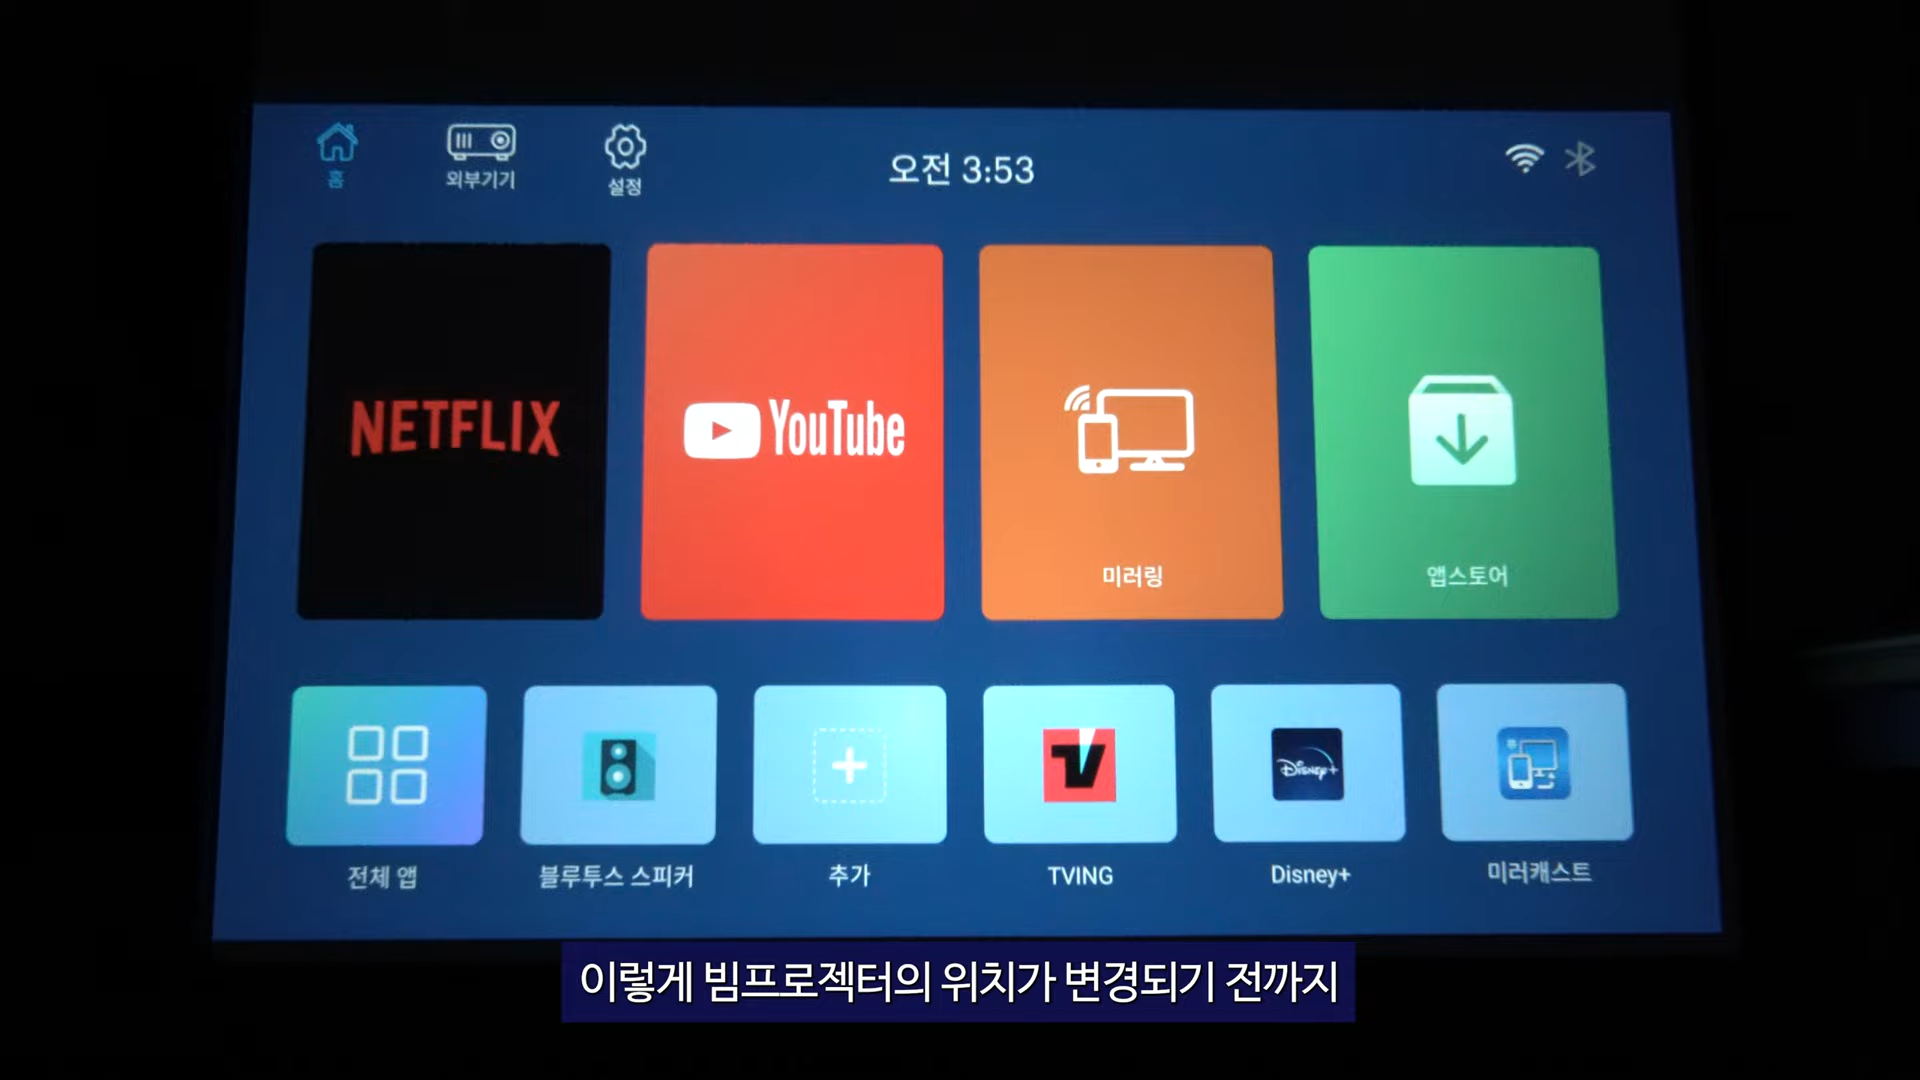 홈
외부기기
설정
오전 3:53
NETFLIX
YouTube
미러링
앱스토어
Disney+
전체 앱
블루투스 스피커
추가
TVING
Disney+
미러캐스트
이렇게 빔프로젝터의 위치가 변경되기 전까지